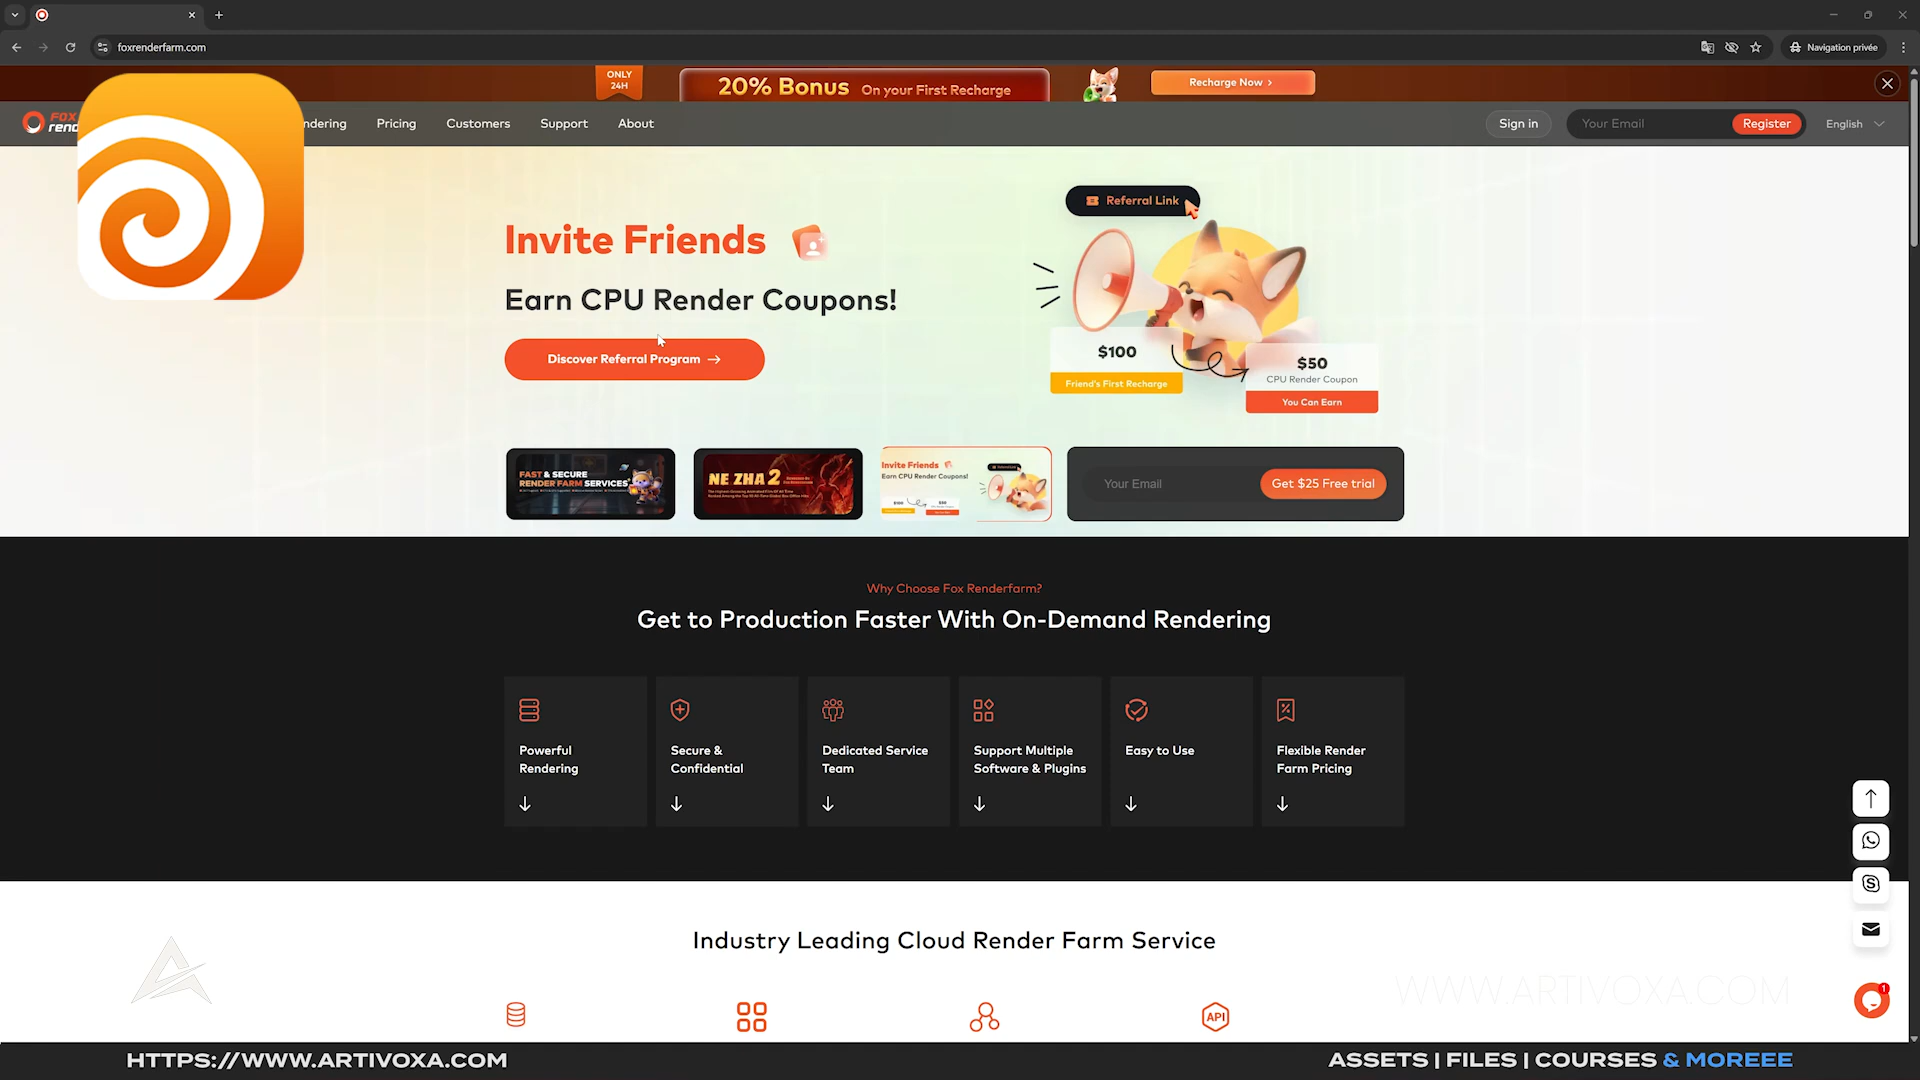 foxrenderfarm.com
Navigation privée
ONLY
24H
20% Bonus On your First Recharge
Recharge Now >
FOX
Pricing
Customers
Support
About
Sign in
Your Email
Register
English
Referral Link
Invite Friends
Earn CPU Render Coupons!
Discover Referral Program →
$100
Friend's First Recharge
$50
CPU Render Coupon
You Can Earn
FAST & SECURE
RENDER FARM SERVICES
NE ZHA 2
Invite Friends
Earn CPU Render Coupons!
Your Email
Get $25 Free trial
Why Choose Fox Renderfarm?
Get to Production Faster With On-Demand Rendering
Powerful
Rendering
Secure &
Confidential
Dedicated Service
Team
Support Multiple
Software & Plugins
Easy to Use
Flexible Render
Farm Pricing
Industry Leading Cloud Render Farm Service
WWW.ARTIVOXA.COM
API
1
HTTPS://WWW.ARTIVOXA.COM
ASSETS | FILES | COURSES & MOREEE